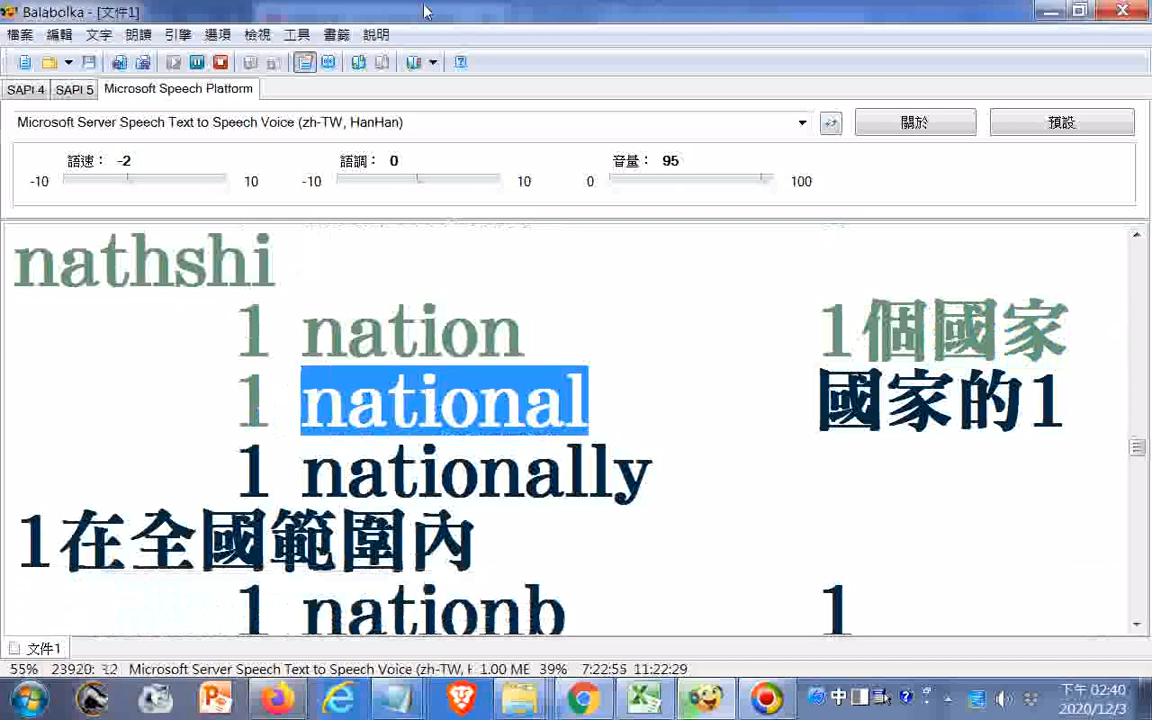 Balabolka - [文件1]
檔案 編輯 文字 朗讀 引擎 選項 檢視 工具 書籤 說明
SAPI 4 SAPI 5 Microsoft Speech Platform
Microsoft Server Speech Text to Speech Voice (zh-TW, HanHan) 關於 預設
語速： -2 語調： 0 音量： 95
-10 10 -10 10 0 100
nathshi
1 nation 1個國家
1 national 國家的1
1 nationally
1在全國範圍內
1 nationb 1
文件1
55% Microsoft Server Speech Text to Speech Voice (zh-TW, 1.00 ME 39% 7:22:55 11:22:29
中 下午 02:40
2020/12/3